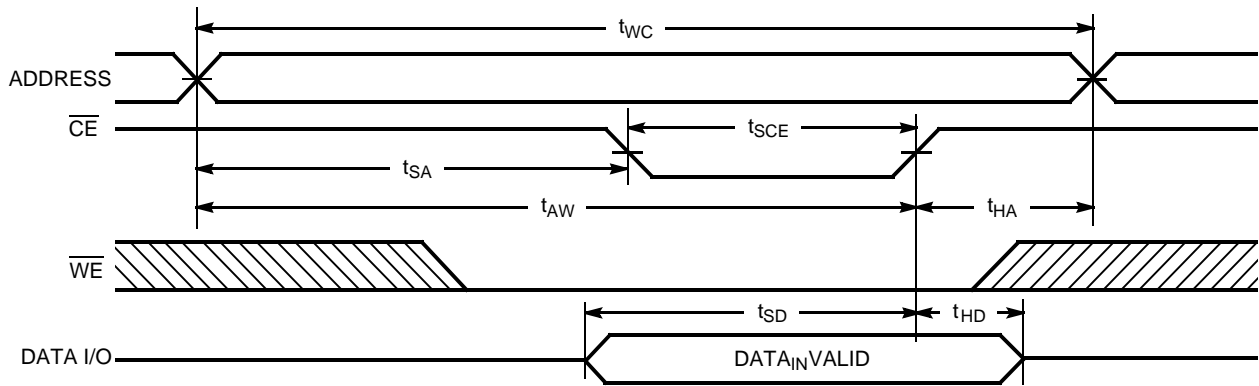 tWC
ADDRESS
CE
tSCE
tSA
tAW
tHA
WE
tSD
tHD
DATA I/O
DATAINVALID